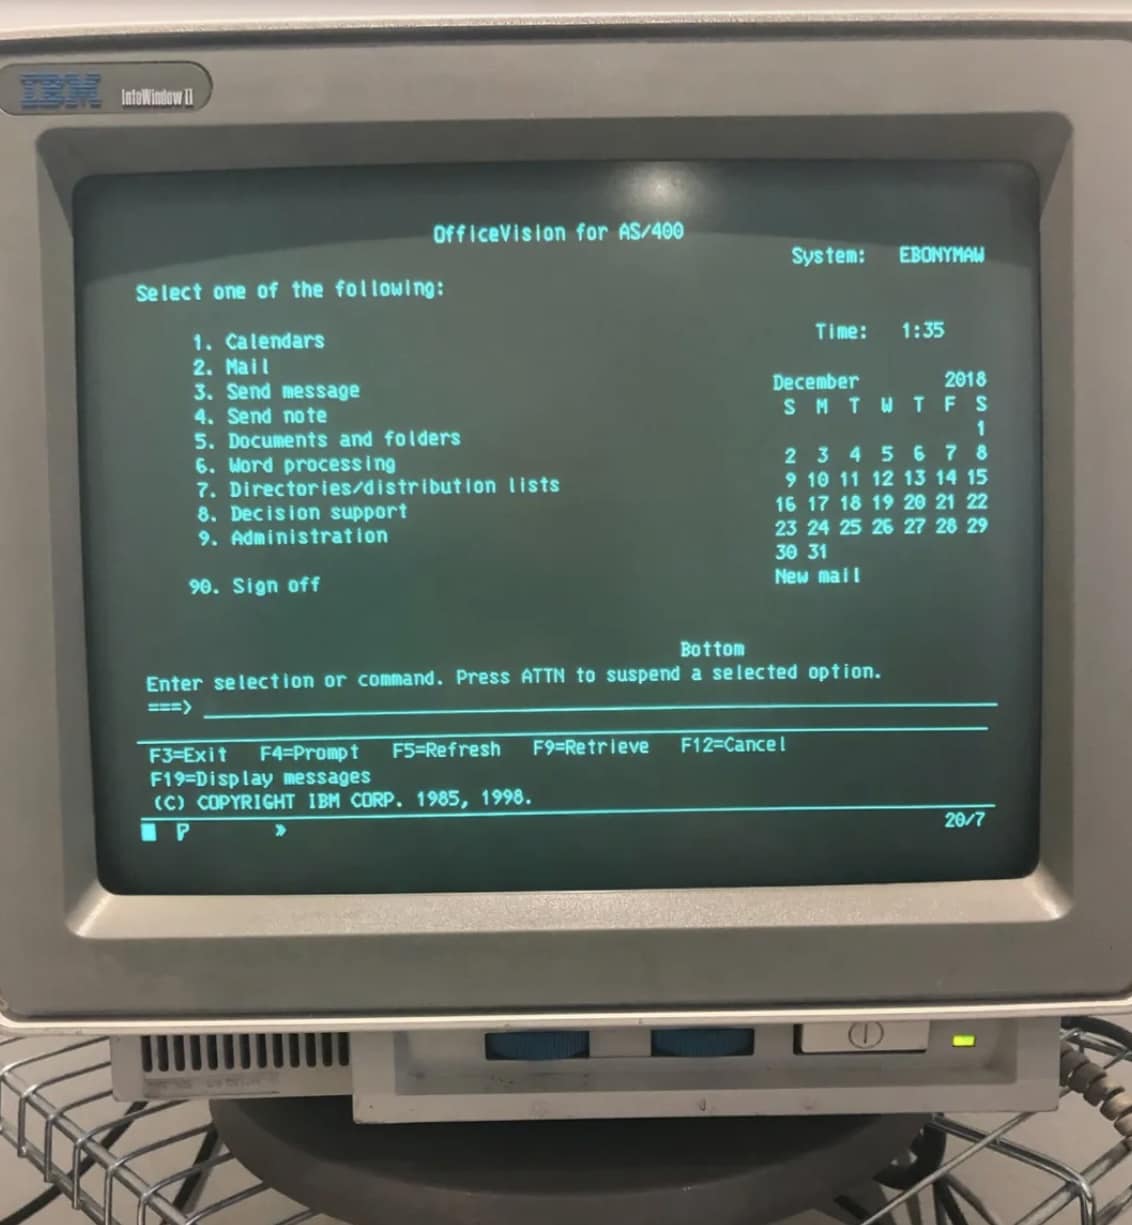 IBM InfoWindow II
OfficeVision for AS/400
System: EBONYMAW
Select one of the following:
Time: 1:35
1. Calendars
2. Mail
3. Send message
4. Send note
5. Documents and folders
6. Word processing
7. Directories/distribution lists
8. Decision support
9. Administration
90. Sign off
December 2018
S M T W T F S
1
2 3 4 5 6 7 8
9 10 11 12 13 14 15
16 17 18 19 20 21 22
23 24 25 26 27 28 29
30 31
New mail
Bottom
Enter selection or command. Press ATTN to suspend a selected option.
===>
F3=Exit F4=Prompt F5=Refresh F9=Retrieve F12=Cancel
F19=Display messages
(C) COPYRIGHT IBM CORP. 1985, 1998.
P » 20/7